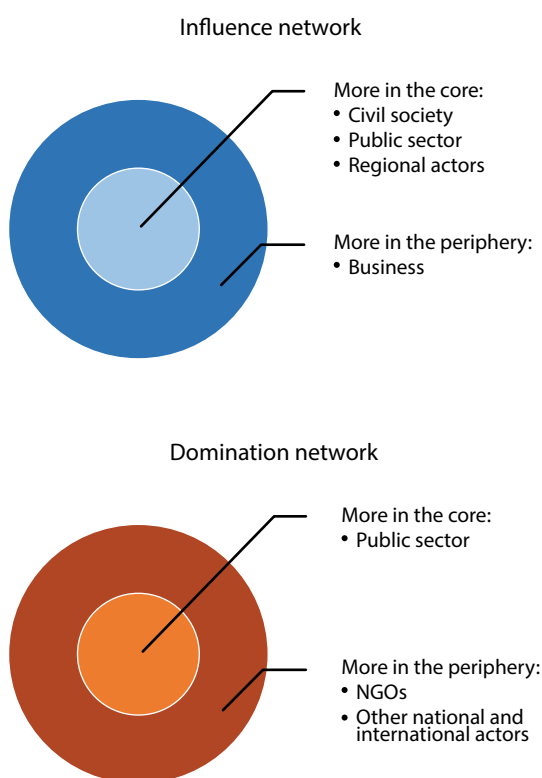 Influence network
More in the core:
• Civil society
• Public sector
• Regional actors
More in the periphery:
• Business
Domination network
More in the core:
• Public sector
More in the periphery:
• NGOs
• Other national and
international actors